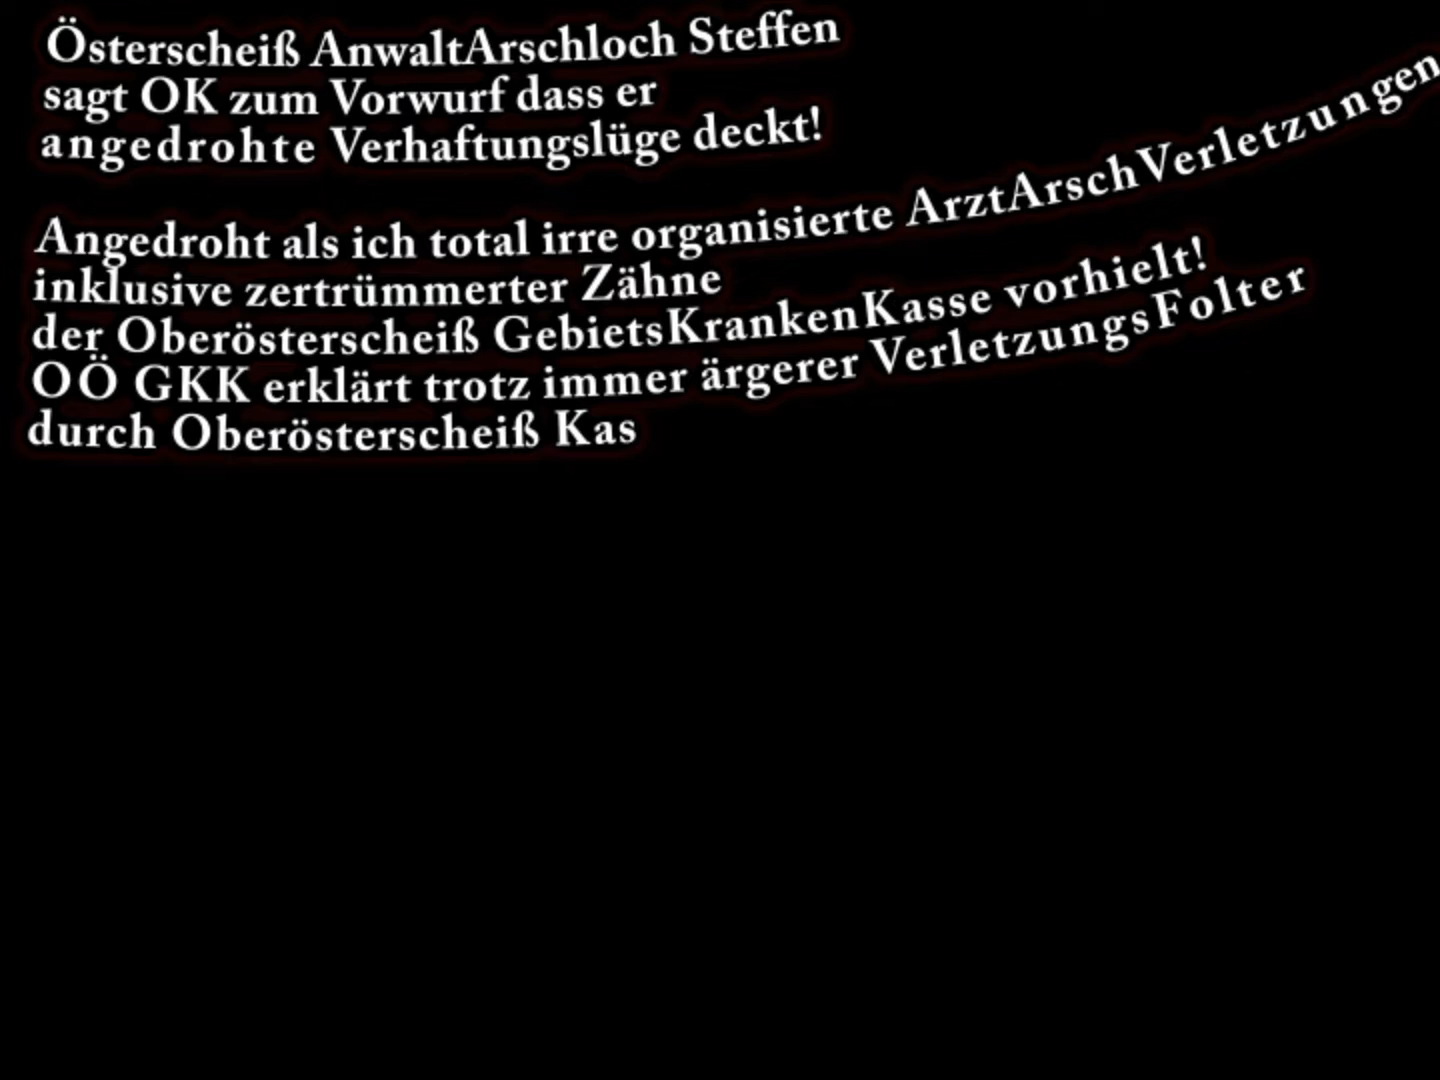 Österscheiß AnwaltArschloch Steffen
sagt OK zum Vorwurf dass er
angedrohte Verhaftungslüge deckt!
Angedroht als ich total irre organisierte ArztArschVerletzungen
inklusive zertrümmerter Zähne
der Oberösterscheiß GebietsKrankenKasse vorhielt!
OÖ GKK erklärt trotz immer ärgerer VerletzungsFolter
durch Oberösterscheiß Kas